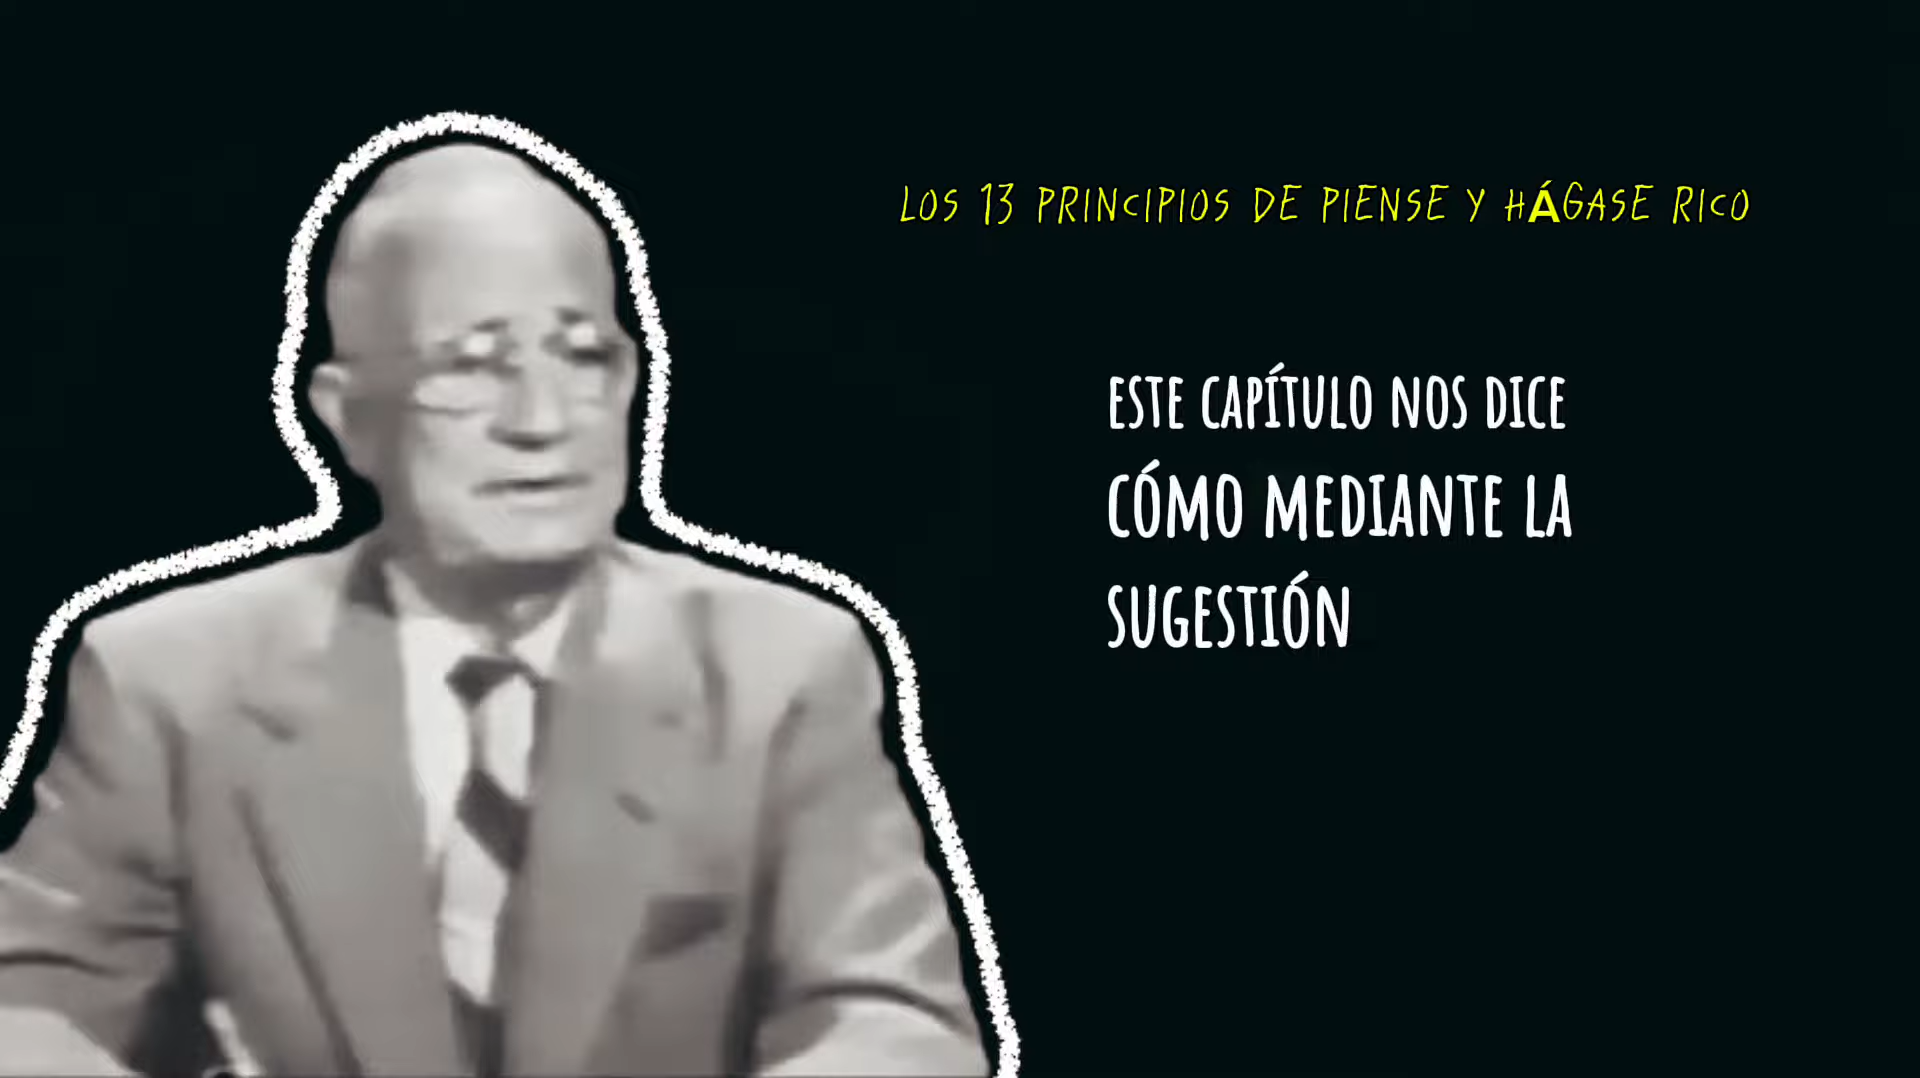 LOS 13 PRINCIPIOS DE PIENSE Y HÁGASE RICO
ESTE CAPÍTULO NOS DICE
CÓMO MEDIANTE LA
SUGESTIÓN